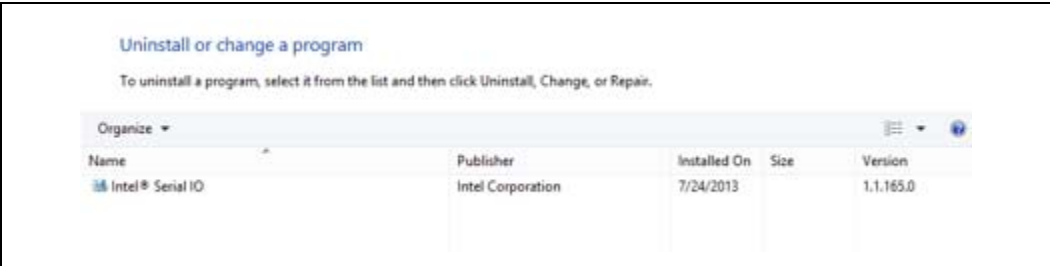 Uninstall or change a program
To uninstall a program, select it from the list and then click Uninstall, Change, or Repair.
Organize
Name Publisher Installed On Size Version
Intel® Serial IO Intel Corporation 7/24/2013 1.1.165.0